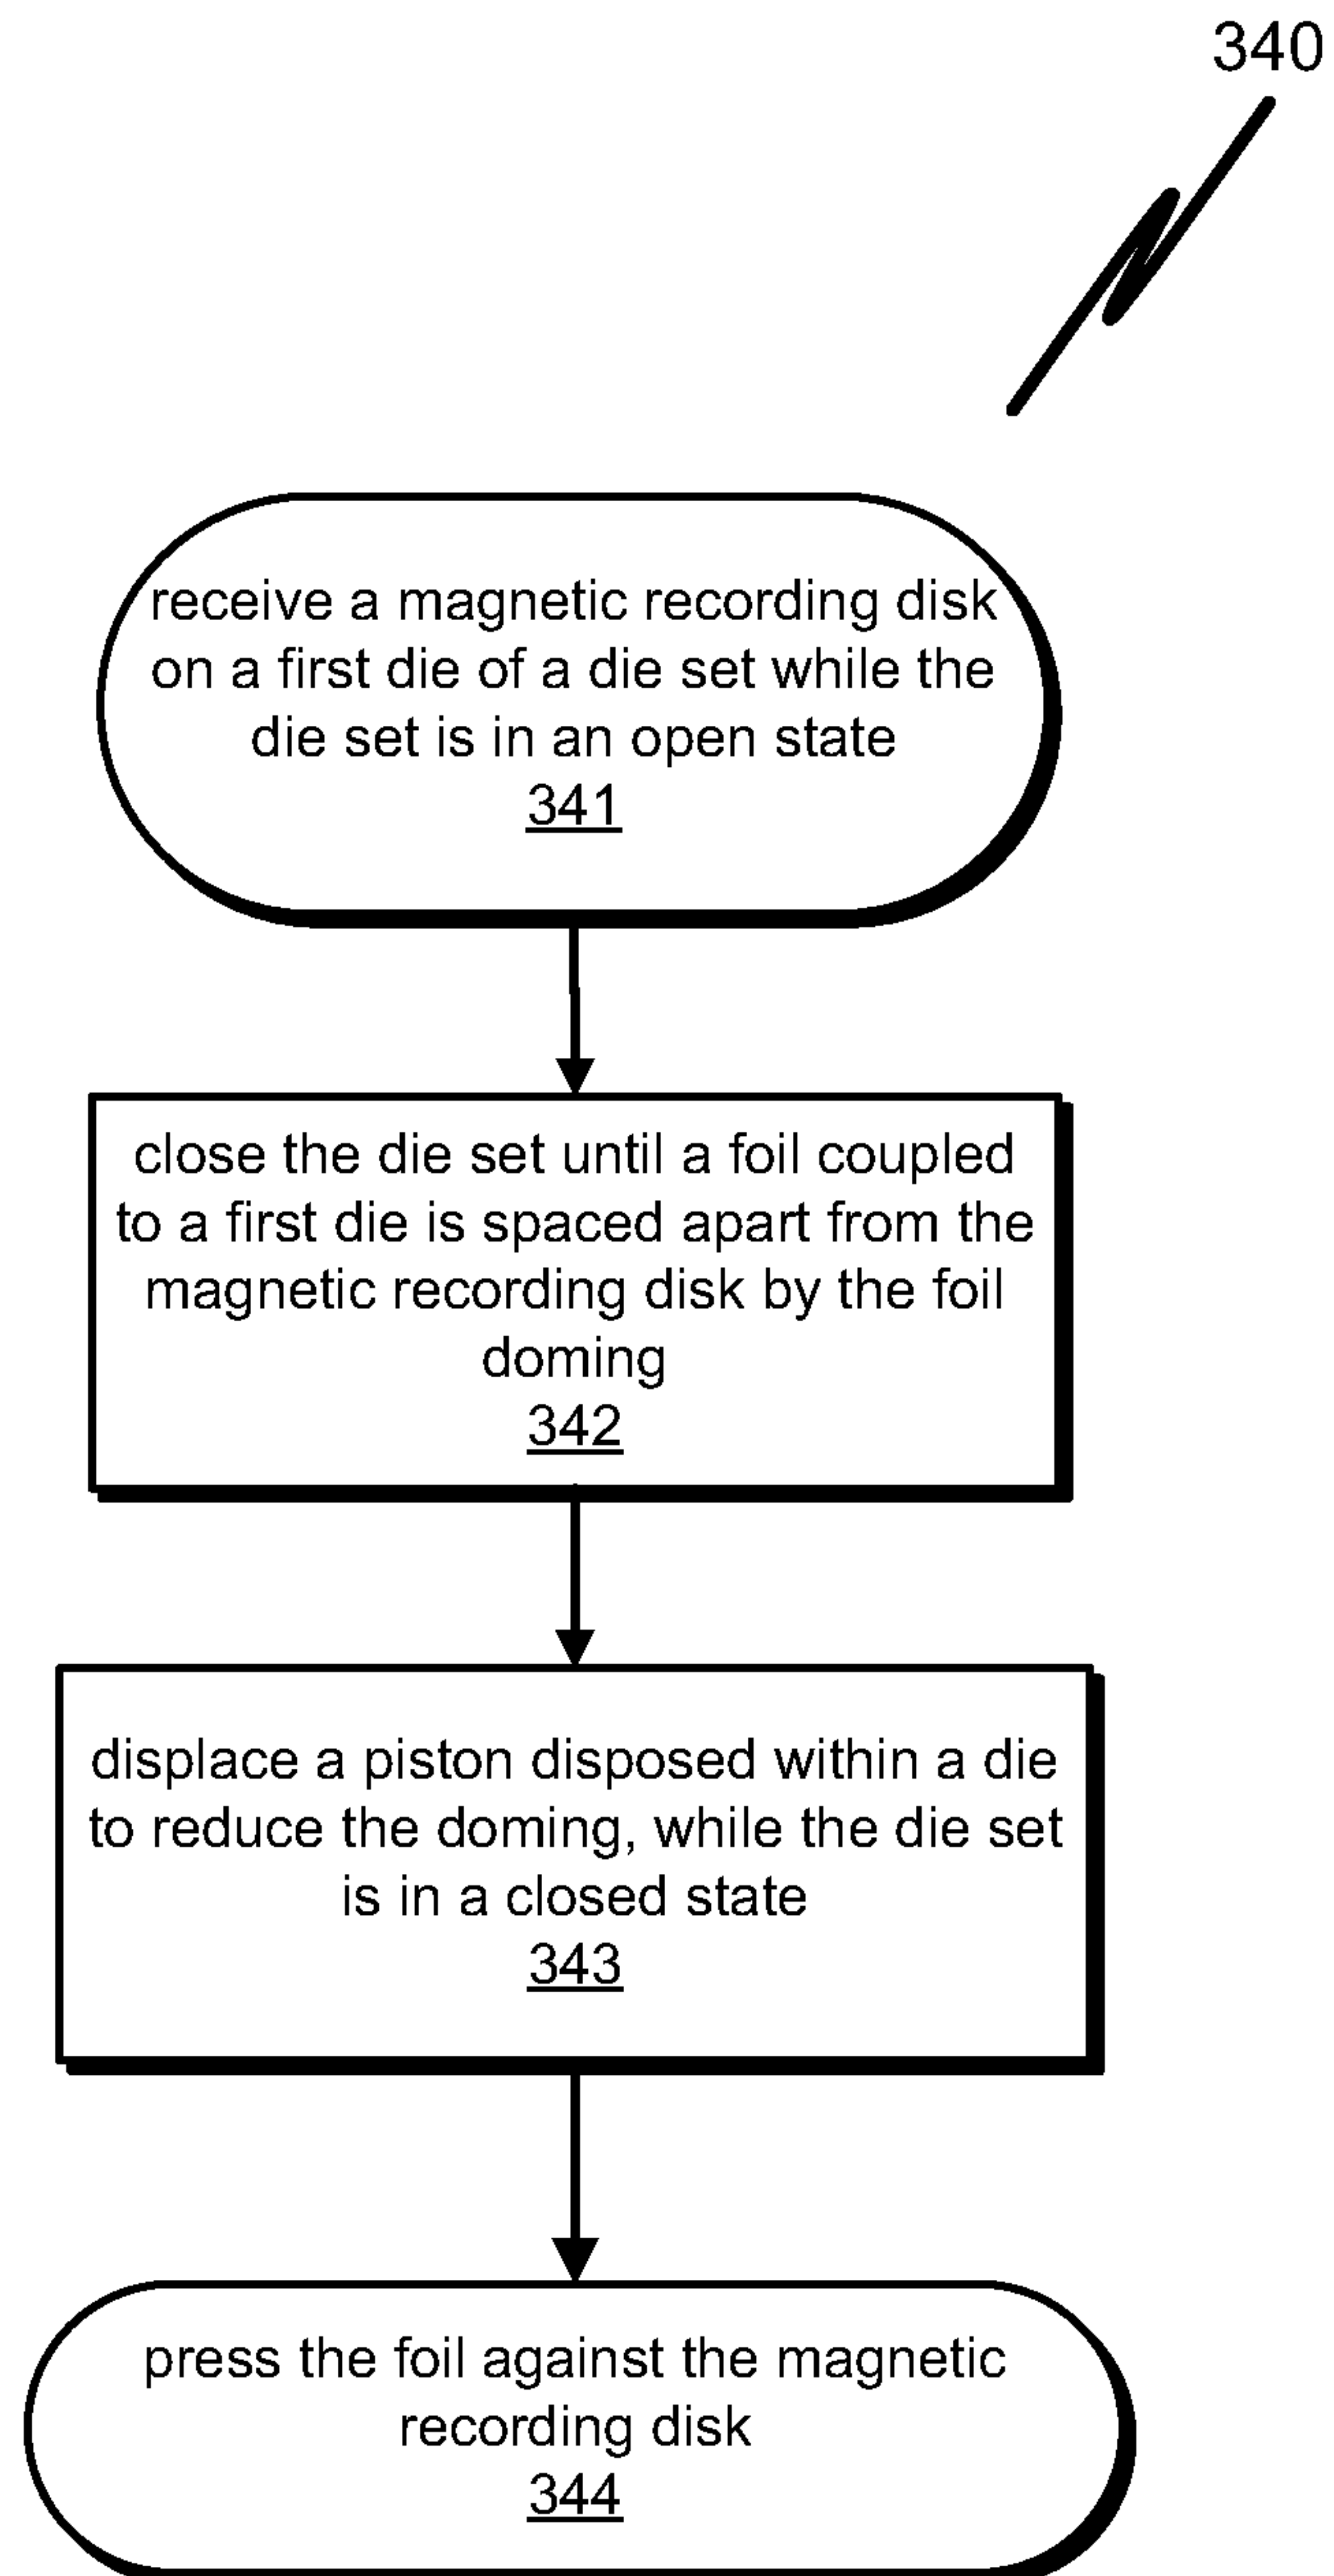 340
receive a magnetic recording disk
on a first die of a die set while the
die set is in an open state
341
close the die set until a foil coupled
to a first die is spaced apart from the
magnetic recording disk by the foil
doming
342
displace a piston disposed within a die
to reduce the doming, while the die set
is in a closed state
343
press the foil against the magnetic
recording disk
344